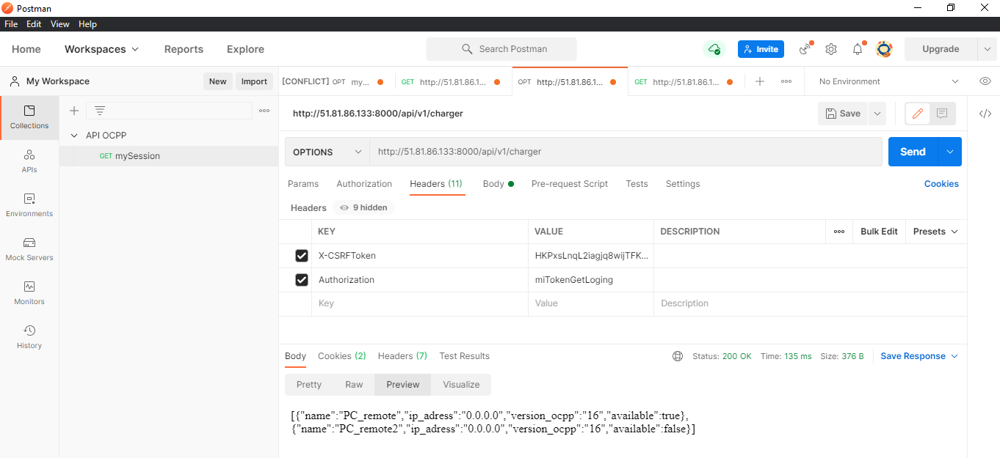 Postman
File Edit View Help
Home Workspaces Reports Explore Search Postman Invite Upgrade
My Workspace New Import [CONFLICT] OPT my... GET http://51.81.86.1... OPT http://51.81.86.1... GET http://51.81.86.1... No Environment
Collections
APIs
Environments
Mock Servers
Monitors
History
API OCPP
GET mySession
http://51.81.86.133:8000/api/v1/charger Save
OPTIONS http://51.81.86.133:8000/api/v1/charger Send
Params Authorization Headers (11) Body Pre-request Script Tests Settings Cookies
Headers 9 hidden
KEY VALUE DESCRIPTION Bulk Edit Presets
X-CSRFToken HKPxsLnqL2iagjq8wijTFK...
Authorization miTokenGetLoging
Key Value Description
Body Cookies (2) Headers (7) Test Results Status: 200 OK Time: 135 ms Size: 376 B Save Response
Pretty Raw Preview Visualize
[{"name":"PC_remote","ip_adress":"0.0.0.0","version_ocpp":"16","available":true},
{"name":"PC_remote2","ip_adress":"0.0.0.0","version_ocpp":"16","available":false}]